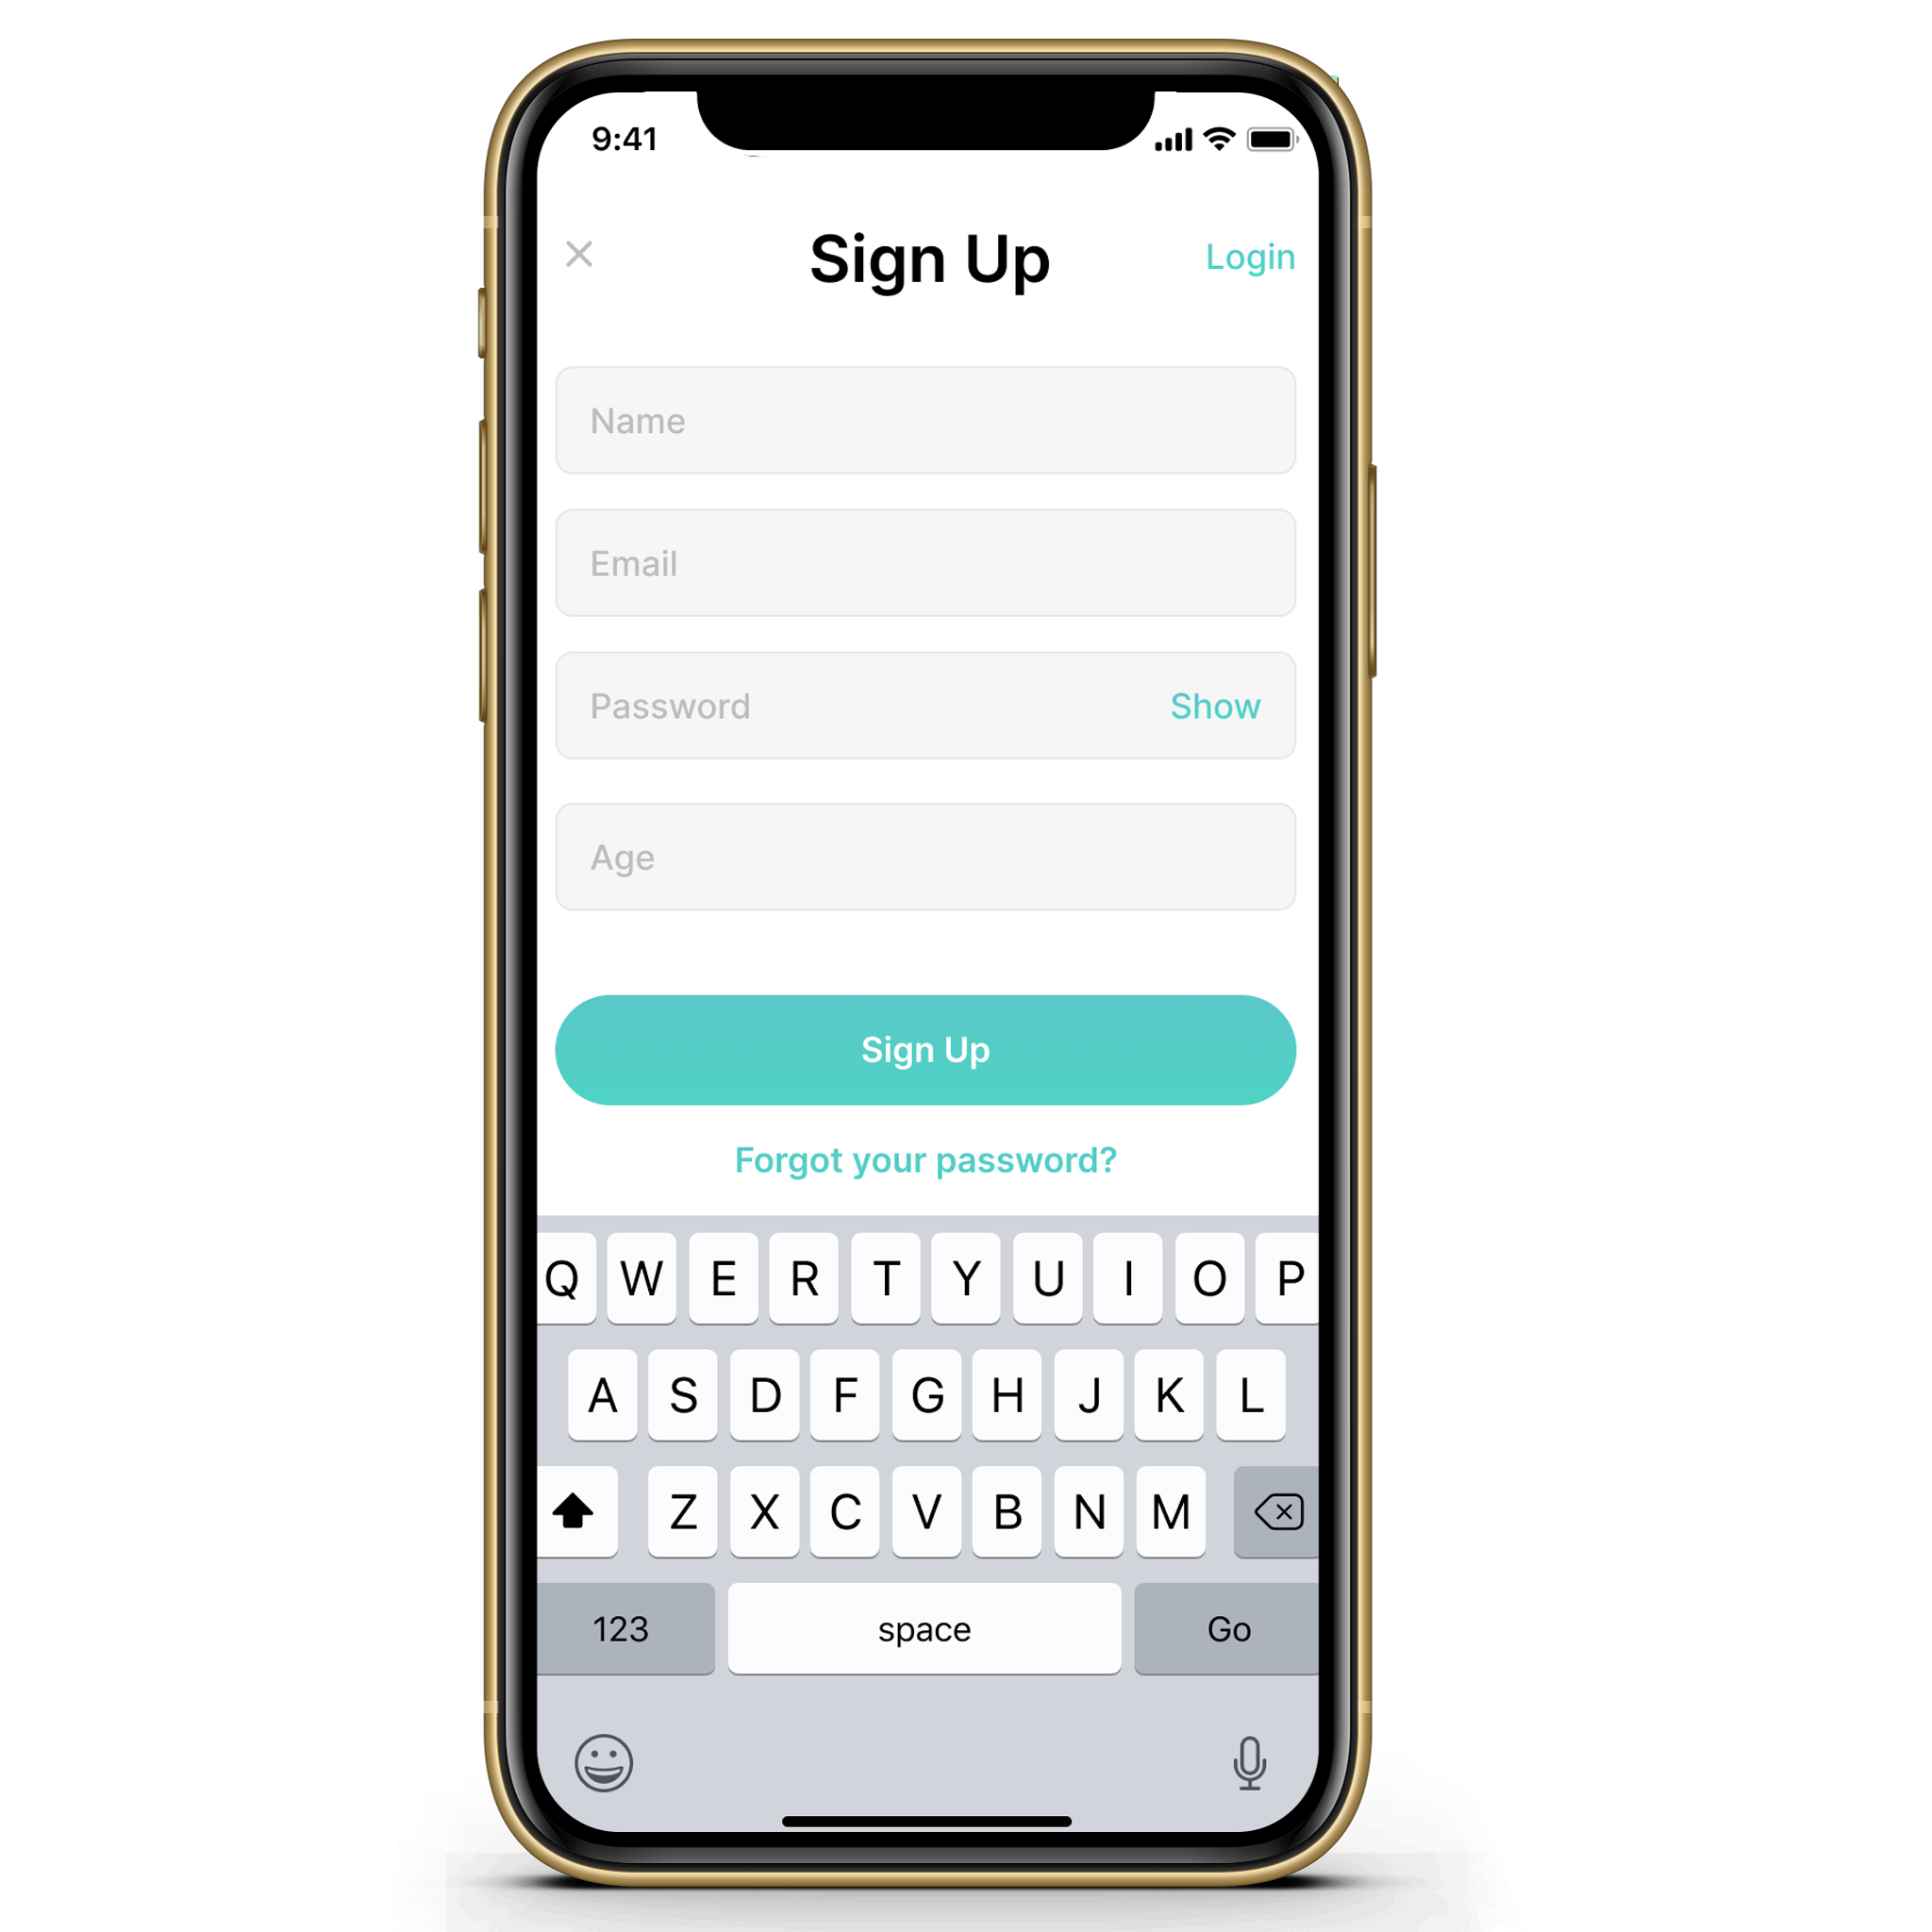 9:41
Sign Up
Login
Name
Email
Password Show
Age
Sign Up
Forgot your password?
Q W E R T Y U I O P
A S D F G H J K L
Z X C V B N M
123 space Go